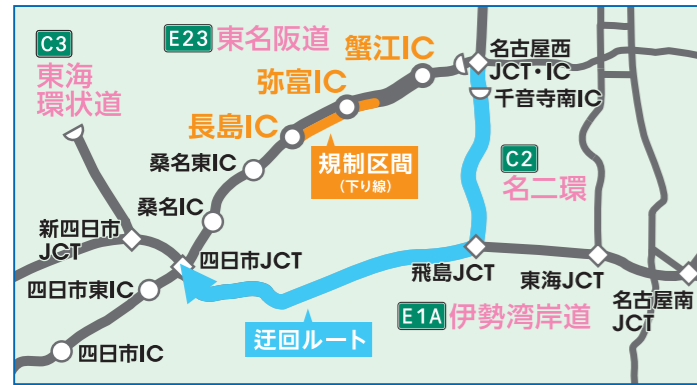 C3
東海
環状道
E23 東名阪道
蟹江IC
弥富IC
長島IC
名古屋西
JCT・IC
千音寺南IC
規制区間
(下り線)
C2
名二環
桑名東IC
桑名IC
新四日市
JCT
四日市JCT
四日市東IC
四日市IC
飛島JCT
東海JCT
名古屋南
JCT
E1A 伊勢湾岸道
迂回ルート